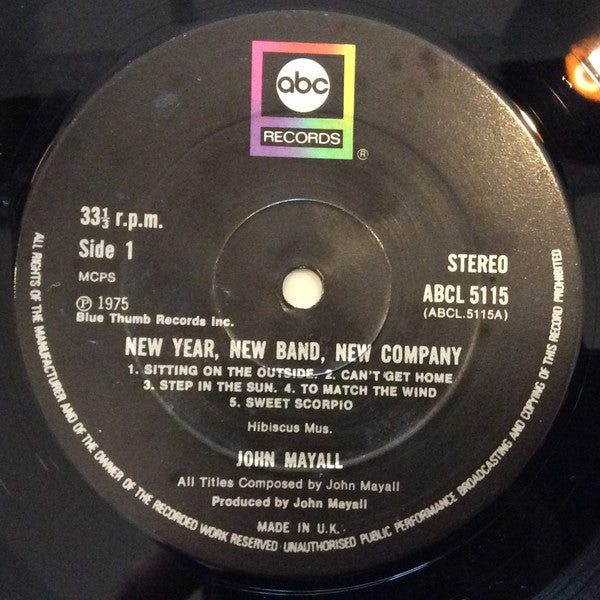 abc
RECORDS
®
33⅓ r.p.m.
Side 1
MCPS
Ⓟ 1975
Blue Thumb Records Inc.
STEREO
ABCL 5115
(ABCL.5115A)
NEW YEAR, NEW BAND, NEW COMPANY
1. SITTING ON THE OUTSIDE. 2. CAN'T GET HOME
3. STEP IN THE SUN. 4. TO MATCH THE WIND
5. SWEET SCORPIO
Hibiscus Mus.
JOHN MAYALL
All Titles Composed by John Mayall
Produced by John Mayall
MADE IN U.K.
ALL RIGHTS OF THE MANUFACTURER AND OF THE OWNER OF THE RECORDED WORK RESERVED · UNAUTHORISED PUBLIC PERFORMANCE BROADCASTING AND COPYING OF THIS RECORD PROHIBITED